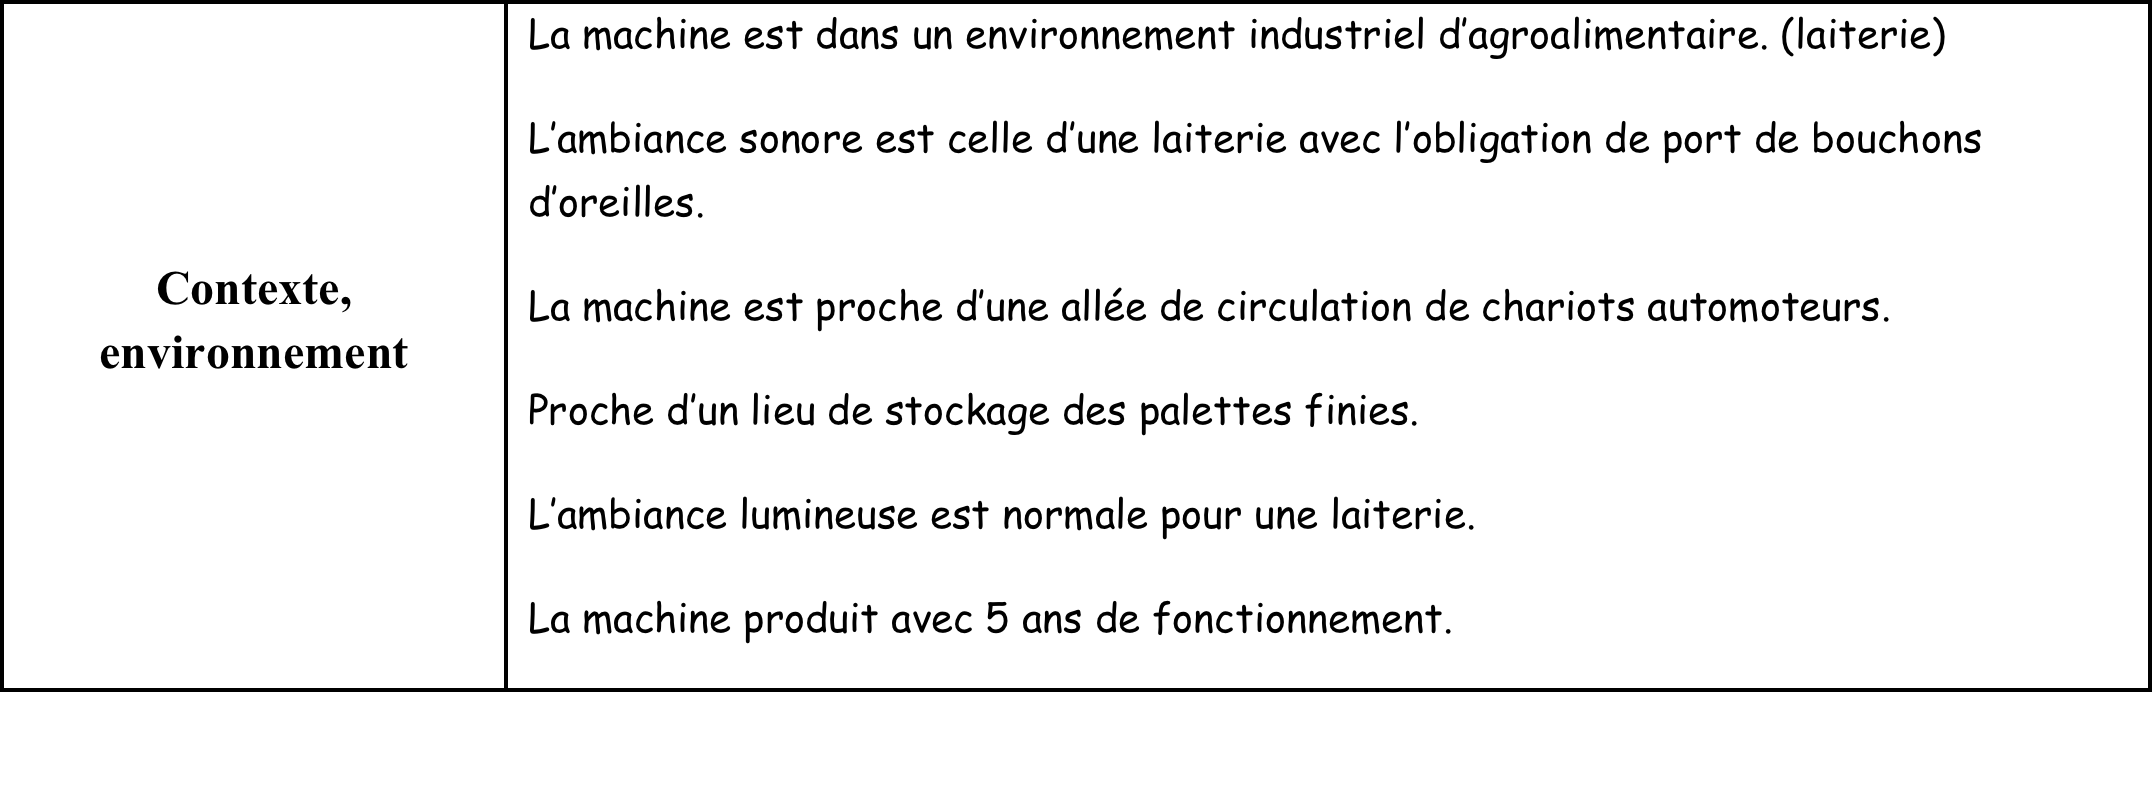 Contexte,
environnement
La machine est dans un environnement industriel d’agroalimentaire. (laiterie)
L’ambiance sonore est celle d’une laiterie avec l’obligation de port de bouchons
d’oreilles.
La machine est proche d’une allée de circulation de chariots automoteurs.
Proche d’un lieu de stockage des palettes finies.
L’ambiance lumineuse est normale pour une laiterie.
La machine produit avec 5 ans de fonctionnement.